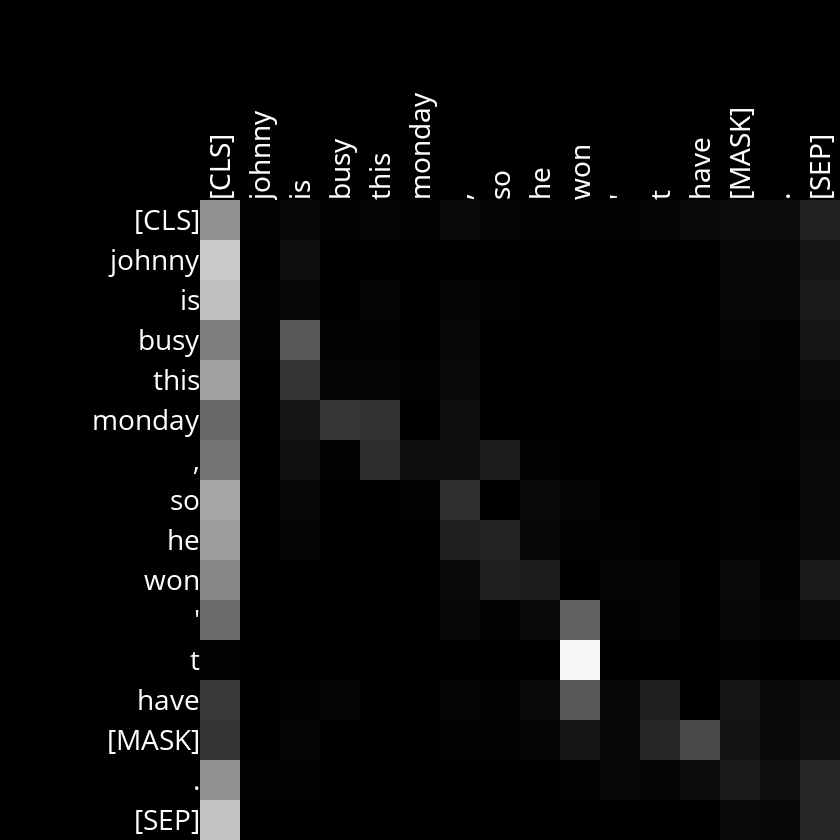 [CLS] johnny is busy this monday , so he won ' t have [MASK] . [SEP]
[CLS]
johnny
is
busy
this
monday
,
so
he
won
'
t
have
[MASK]
.
[SEP]